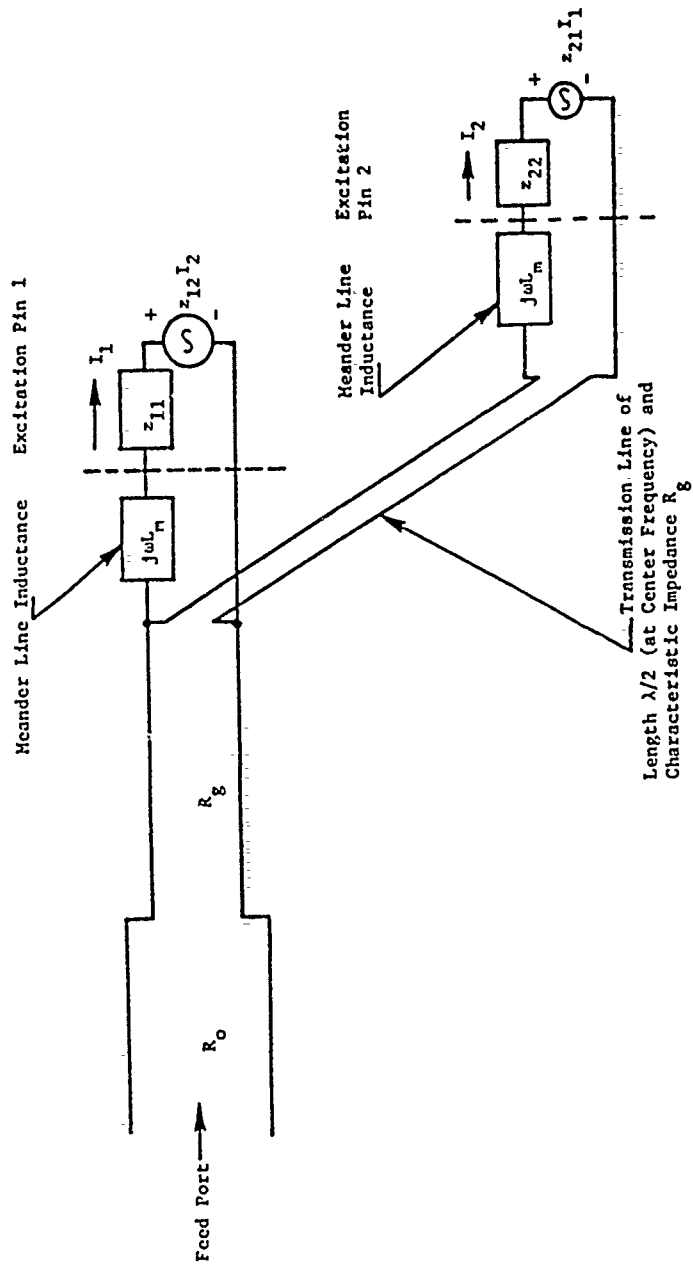 Meander Line Inductance
Excitation Pin 1
I1
jωLm
z11
+
z12I2
-
Feed Port
Ro
Rg
Meander Line
Inductance
Excitation
Pin 2
I2
jωLm
z22
+
z21I1
-
Transmission Line of
Length λ/2 (at Center Frequency) and
Characteristic Impedance Rg